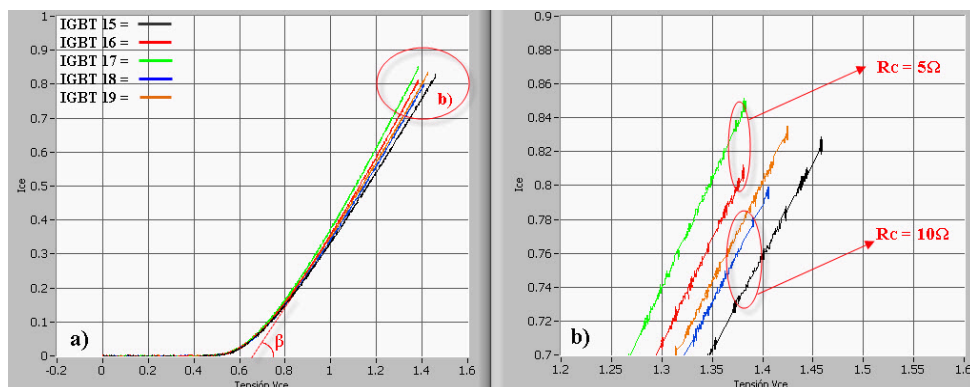 IGBT 15 =
IGBT 16 =
IGBT 17 =
IGBT 18 =
IGBT 19 =
Ice
1
0.9
0.8
0.7
0.6
0.5
0.4
0.3
0.2
0.1
0
-0.2 0 0.2 0.4 0.6 0.8 1.0 1.2 1.4 1.6
Tensión Vce
b)
a)
β
Ice
0.9
0.88
0.86
0.84
0.82
0.8
0.78
0.76
0.74
0.72
0.7
1.2 1.25 1.3 1.35 1.4 1.45 1.5 1.55 1.6
Tensión Vce
Rc = 5Ω
Rc = 10Ω
b)